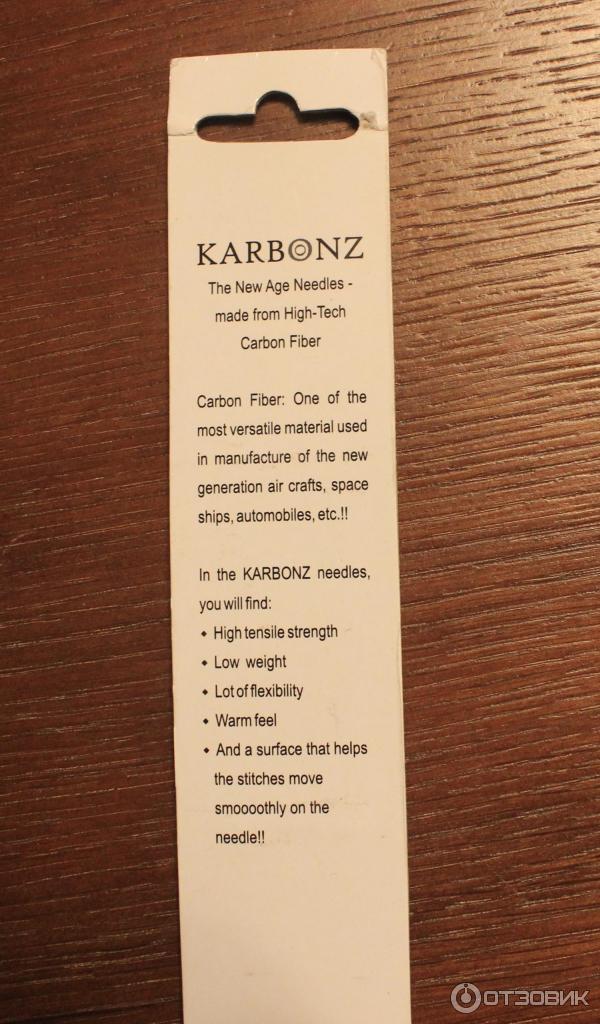 KARBONZ
The New Age Needles -
made from High-Tech
Carbon Fiber
Carbon Fiber: One of the
most versatile material used
in manufacture of the new
generation air crafts, space
ships, automobiles, etc.!!
In the KARBONZ needles,
you will find:
• High tensile strength
• Low weight
• Lot of flexibility
• Warm feel
• And a surface that helps
the stitches move
smoooothly on the
needle!!
ОТЗОВИК